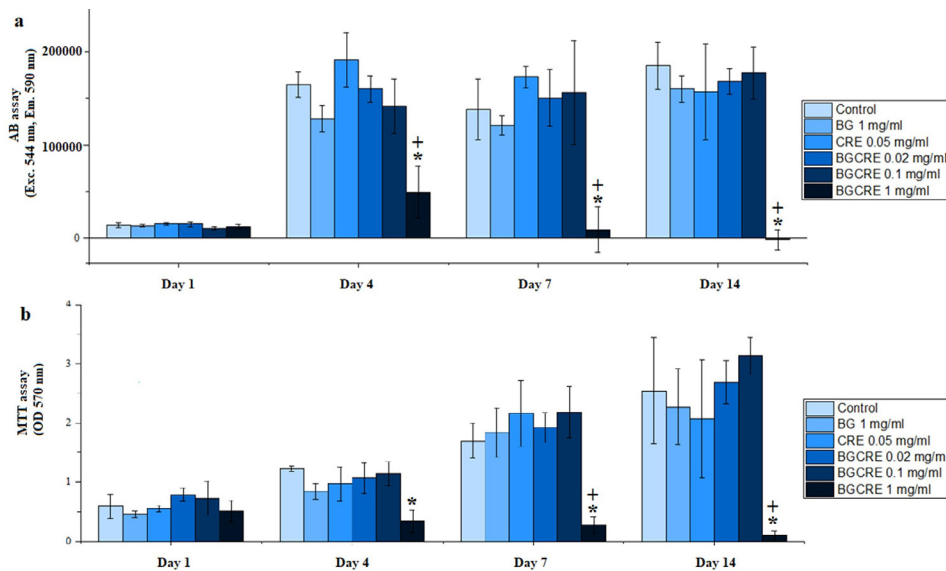 a
AB assay
(Exc. 544 nm, Em. 590 nm)
200000
100000
0
+
*
+
*
+
*
Day 1
Day 4
Day 7
Day 14
Control
BG 1 mg/ml
CRE 0.05 mg/ml
BGCRE 0.02 mg/ml
BGCRE 0.1 mg/ml
BGCRE 1 mg/ml
b
MTT assay
(OD 570 nm)
4
3
2
1
0
*
+
*
+
*
Day 1
Day 4
Day 7
Day 14
Control
BG 1 mg/ml
CRE 0.05 mg/ml
BGCRE 0.02 mg/ml
BGCRE 0.1 mg/ml
BGCRE 1 mg/ml